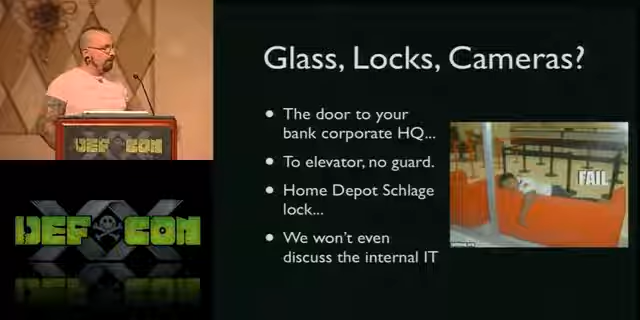 Glass, Locks, Cameras?
• The door to your
bank corporate HQ...
• To elevator, no guard.
• Home Depot Schlage
lock...
• We won't even
discuss the internal IT
FAIL
DEF CON
XX
DEF CON